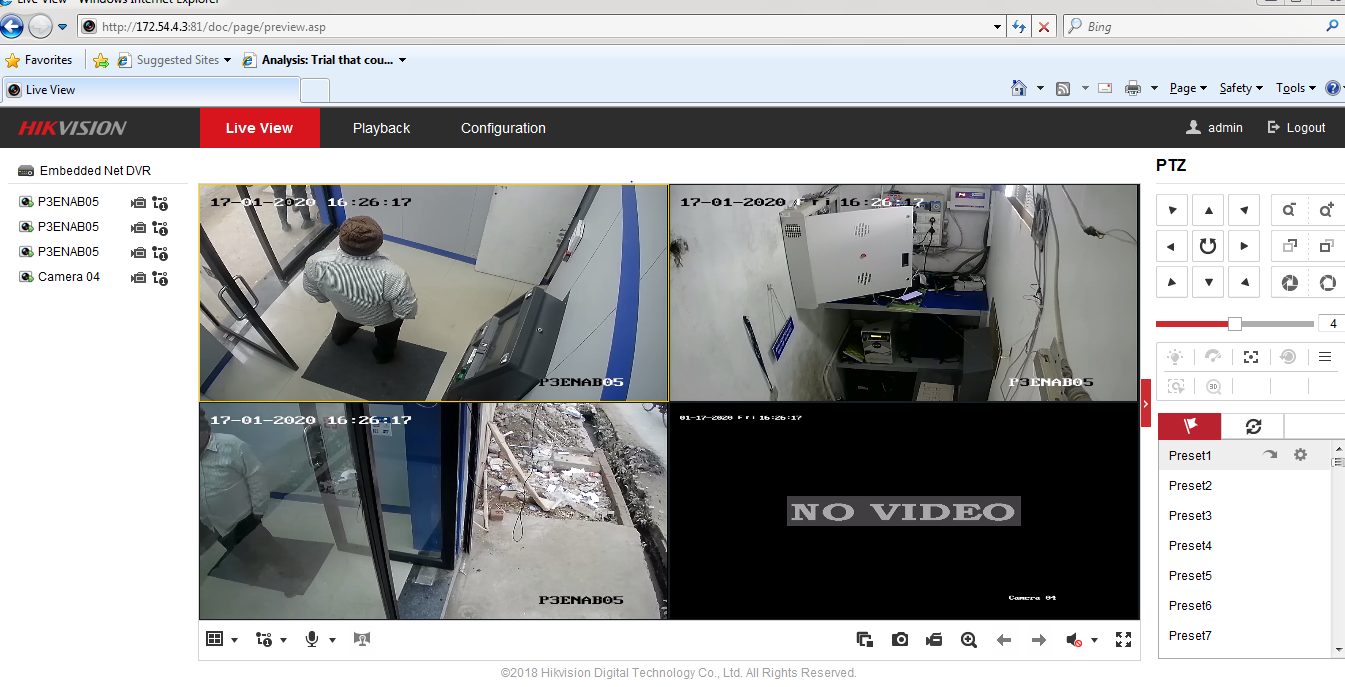 Live View - Windows Internet Explorer
http://172.54.4.3:81/doc/page/preview.asp
Bing
Favorites
Suggested Sites
Analysis: Trial that cou...
Live View
Page
Safety
Tools
HIKVISION
Live View
Playback
Configuration
admin
Logout
Embedded Net DVR
P3ENAB05
P3ENAB05
P3ENAB05
Camera 04
17-01-2020 16:26:17
P3ENAB05
17-01-2020 Fri 16:26:17
P3ENAB05
17-01-2020 16:26:17
P3ENAB05
01-17-2020 Fri 16:26:17
NO VIDEO
Camera 04
PTZ
4
3D
Preset1
Preset2
Preset3
Preset4
Preset5
Preset6
Preset7
©2018 Hikvision Digital Technology Co., Ltd. All Rights Reserved.